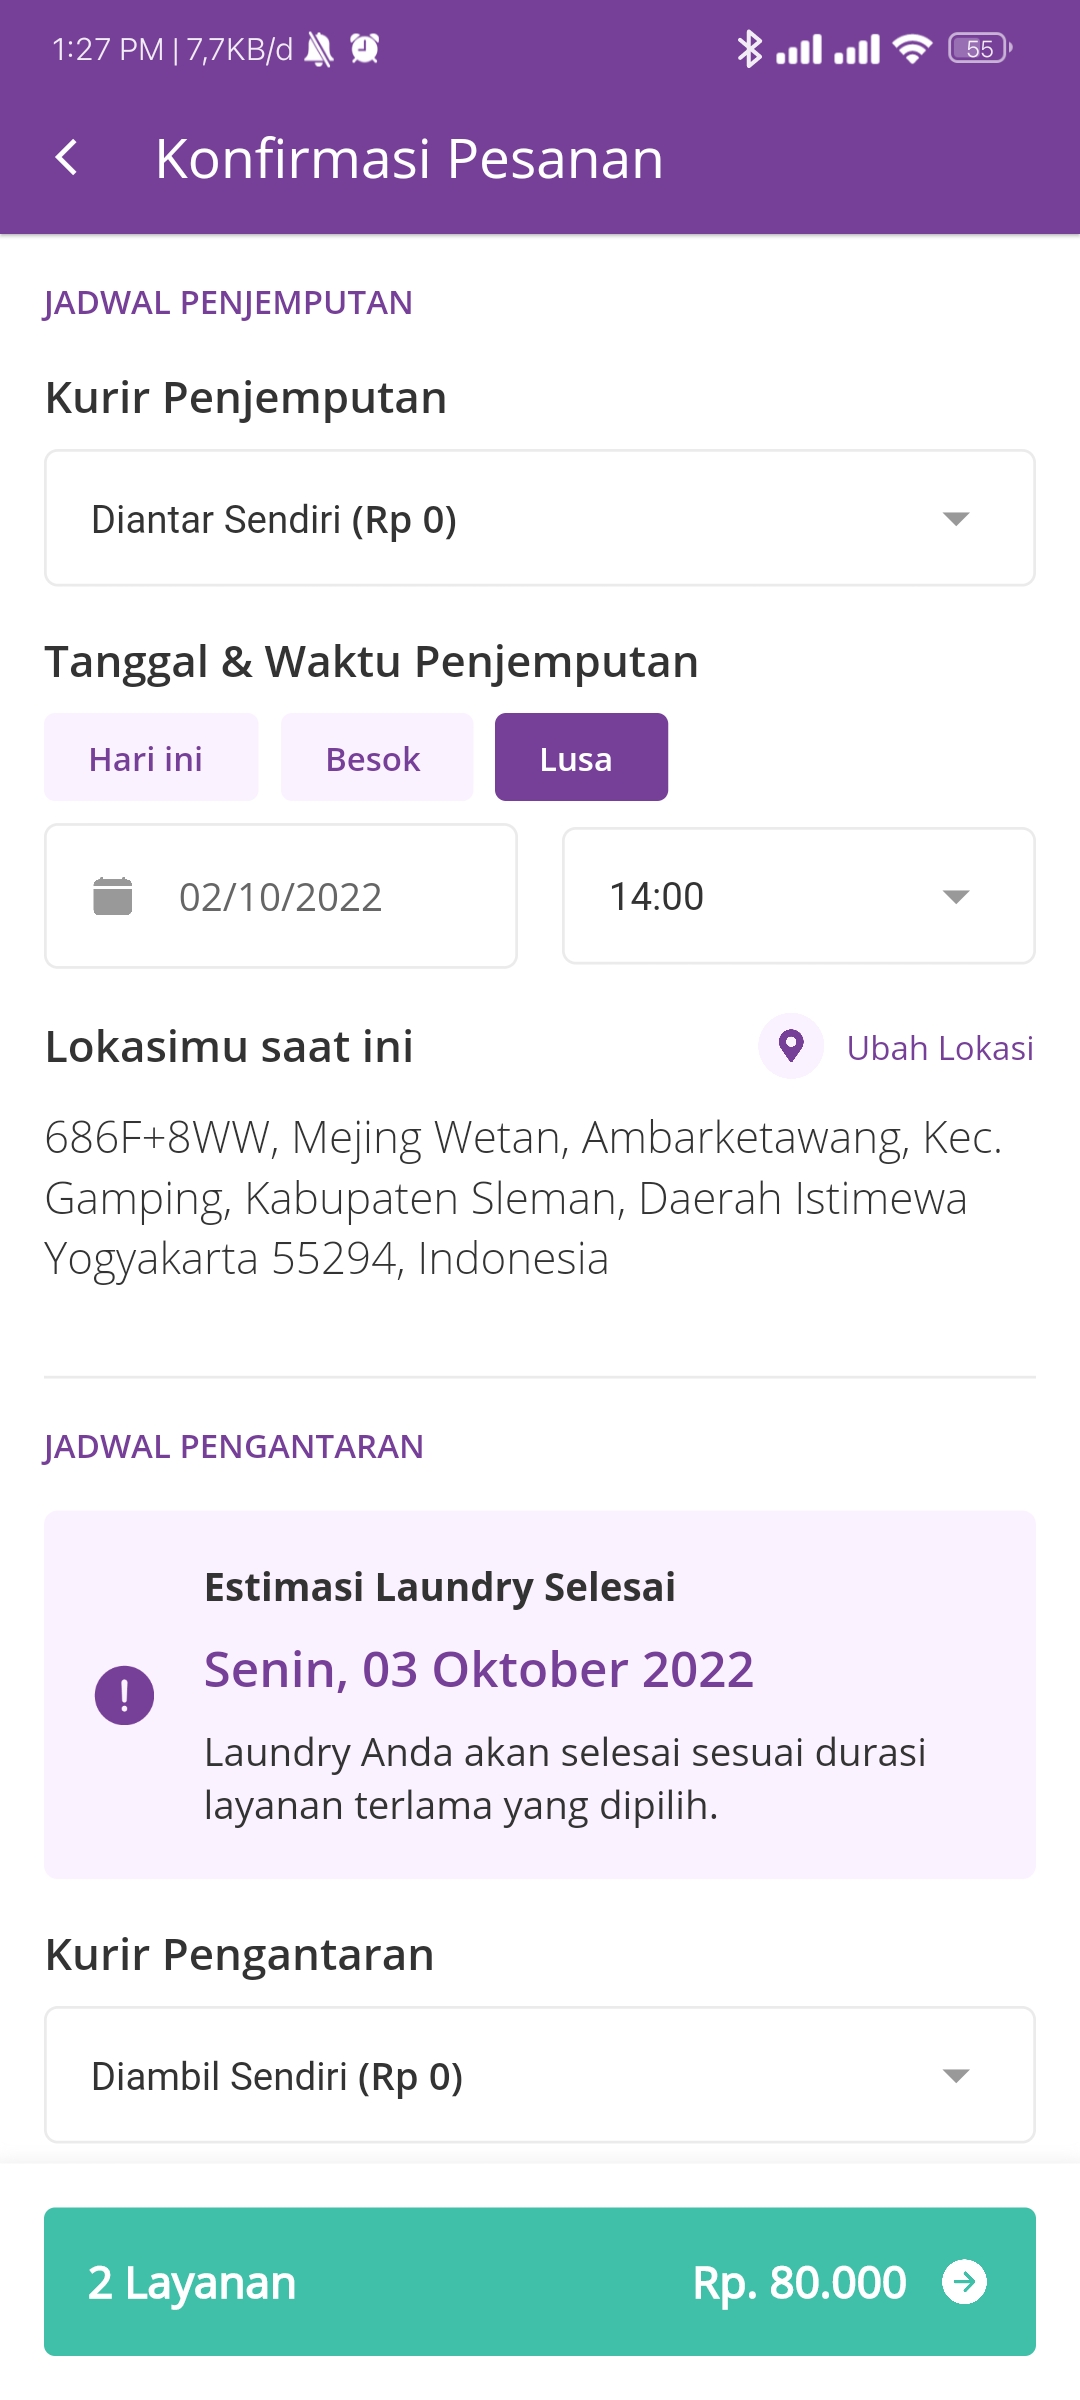 1:27 PM | 7,7KB/d 55
Konfirmasi Pesanan
JADWAL PENJEMPUTAN
Kurir Penjemputan
Diantar Sendiri (Rp 0)
Tanggal & Waktu Penjemputan
Hari ini Besok Lusa
02/10/2022 14:00
Lokasimu saat ini Ubah Lokasi
686F+8WW, Mejing Wetan, Ambarketawang, Kec.
Gamping, Kabupaten Sleman, Daerah Istimewa
Yogyakarta 55294, Indonesia
JADWAL PENGANTARAN
Estimasi Laundry Selesai
Senin, 03 Oktober 2022
Laundry Anda akan selesai sesuai durasi
layanan terlama yang dipilih.
Kurir Pengantaran
Diambil Sendiri (Rp 0)
2 Layanan Rp. 80.000